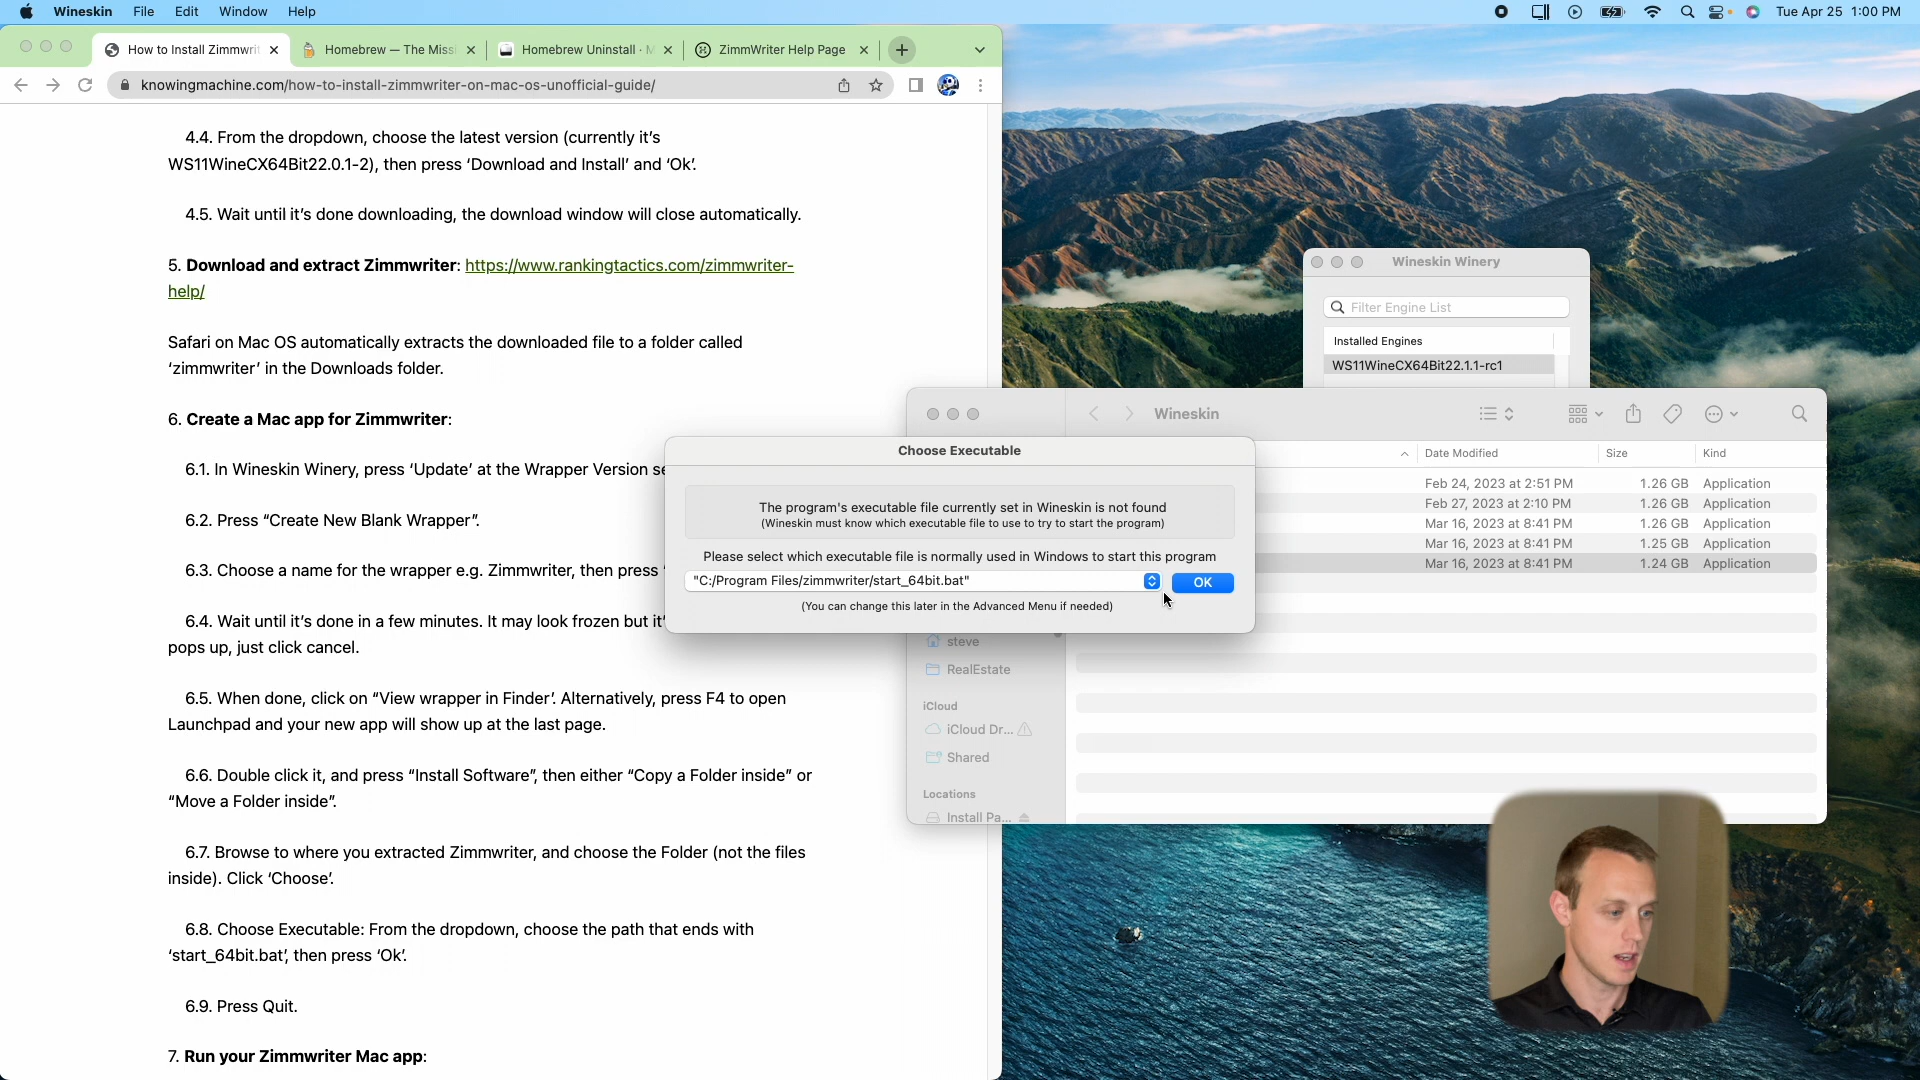 Wineskin File Edit Window Help
Tue Apr 25 1:00 PM
How to Install Zimmwrit
Homebrew — The Missi
Homebrew Uninstall · M
ZimmWriter Help Page
knowingmachine.com/how-to-install-zimmwriter-on-mac-os-unofficial-guide/
4.4. From the dropdown, choose the latest version (currently it’s
WS11WineCX64Bit22.0.1-2), then press ‘Download and Install’ and ‘Ok’.
4.5. Wait until it’s done downloading, the download window will close automatically.
5. Download and extract Zimmwriter: https://www.rankingtactics.com/zimmwriter-
help/
Safari on Mac OS automatically extracts the downloaded file to a folder called
‘zimmwriter’ in the Downloads folder.
6. Create a Mac app for Zimmwriter:
6.1. In Wineskin Winery, press ‘Update’ at the Wrapper Version se
6.2. Press “Create New Blank Wrapper”.
6.3. Choose a name for the wrapper e.g. Zimmwriter, then press ‘
6.4. Wait until it’s done in a few minutes. It may look frozen but it’
pops up, just click cancel.
6.5. When done, click on “View wrapper in Finder’. Alternatively, press F4 to open
Launchpad and your new app will show up at the last page.
6.6. Double click it, and press “Install Software”, then either “Copy a Folder inside” or
“Move a Folder inside”.
6.7. Browse to where you extracted Zimmwriter, and choose the Folder (not the files
inside). Click ‘Choose’.
6.8. Choose Executable: From the dropdown, choose the path that ends with
‘start_64bit.bat’, then press ‘Ok’.
6.9. Press Quit.
7. Run your Zimmwriter Mac app:
Wineskin Winery
Filter Engine List
Installed Engines
WS11WineCX64Bit22.1.1-rc1
Wineskin
Date Modified Size Kind
Feb 24, 2023 at 2:51 PM 1.26 GB Application
Feb 27, 2023 at 2:10 PM 1.26 GB Application
Mar 16, 2023 at 8:41 PM 1.26 GB Application
Mar 16, 2023 at 8:41 PM 1.25 GB Application
Mar 16, 2023 at 8:41 PM 1.24 GB Application
steve
RealEstate
iCloud
iCloud Dr...
Shared
Locations
Install Pa...
Choose Executable
The program's executable file currently set in Wineskin is not found
(Wineskin must know which executable file to use to try to start the program)
Please select which executable file is normally used in Windows to start this program
"C:/Program Files/zimmwriter/start_64bit.bat"
OK
(You can change this later in the Advanced Menu if needed)